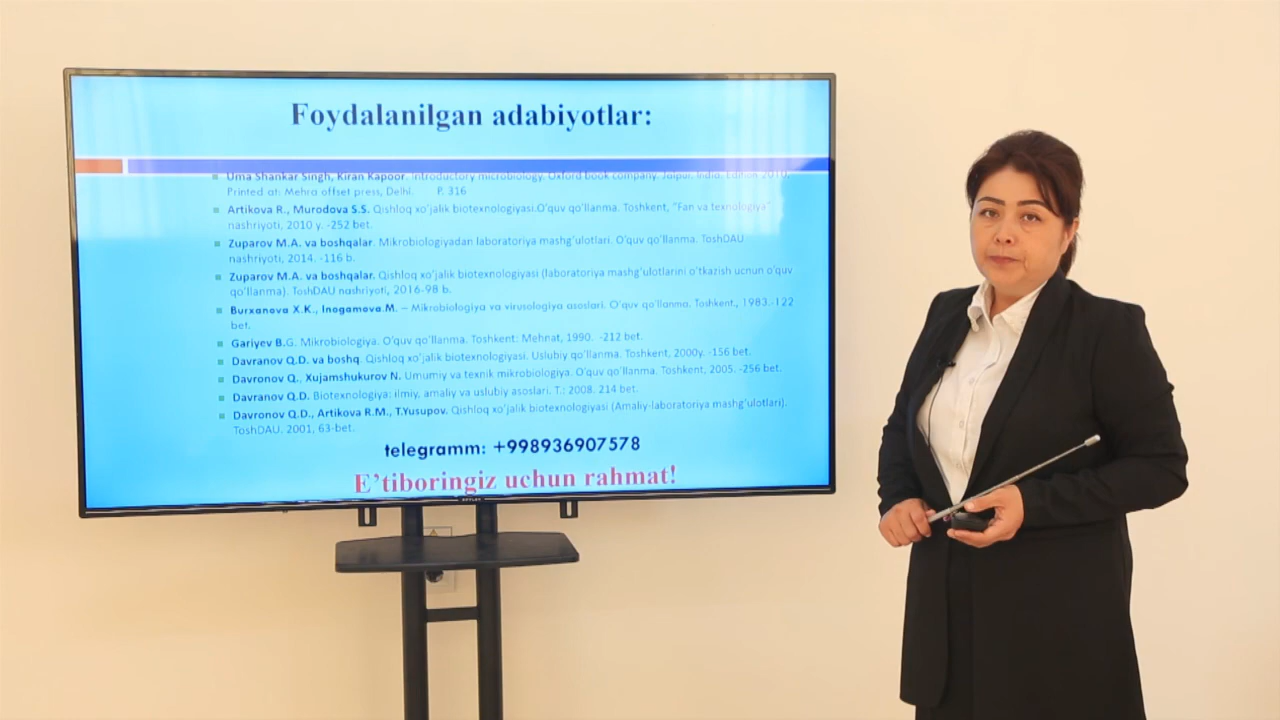 Foydalanilgan adabiyotlar:
Uma Shankar Singh, Kiran Kapoor. Introductory microbiology. Oxford book company. Jaipur. India. Edition 2010,
Printed at: Mehra offset press, Delhi. P. 316
Artikova R., Murodova S.S. Qishloq xo'jalik biotexnologiyasi.O'quv qo'llanma. Toshkent, "Fan va texnologiya"
nashriyoti, 2010 y. -252 bet.
Zuparov M.A. va boshqalar. Mikrobiologiyadan laboratoriya mashg'ulotlari. O'quv qo'llanma. ToshDAU
nashriyoti, 2014. -116 b.
Zuparov M.A. va boshqalar. Qishloq xo'jalik biotexnologiyasi (laboratoriya mashg'ulotlarini o'tkazish ucnun o'quv
qo'llanma). ToshDAU nashriyoti, 2016-98 b.
Burxanova X.K., Inogamova.M. – Mikrobiologiya va virusologiya asoslari. O'quv qo'llanma. Toshkent., 1983.-122
bet.
Gariyev B.G. Mikrobiologiya. O'quv qo'llanma. Toshkent: Mehnat, 1990. -212 bet.
Davranov Q.D. va boshq. Qishloq xo'jalik biotexnologiyasi. Uslubiy qo'llanma. Toshkent, 2000y. -156 bet.
Davronov Q., Xujamshukurov N. Umumiy va texnik mikrobiologiya. O'quv qo'llanma. Toshkent, 2005. -256 bet.
Davranov Q.D. Biotexnologiya: ilmiy, amaliy va uslubiy asoslari. T.: 2008. 214 bet.
Davronov Q.D., Artikova R.M., T.Yusupov. Qishloq xo'jalik biotexnologiyasi (Amaliy-laboratoriya mashg'ulotlari).
ToshDAU. 2001, 63-bet.
telegramm: +998936907578
E'tiboringiz uchun rahmat!